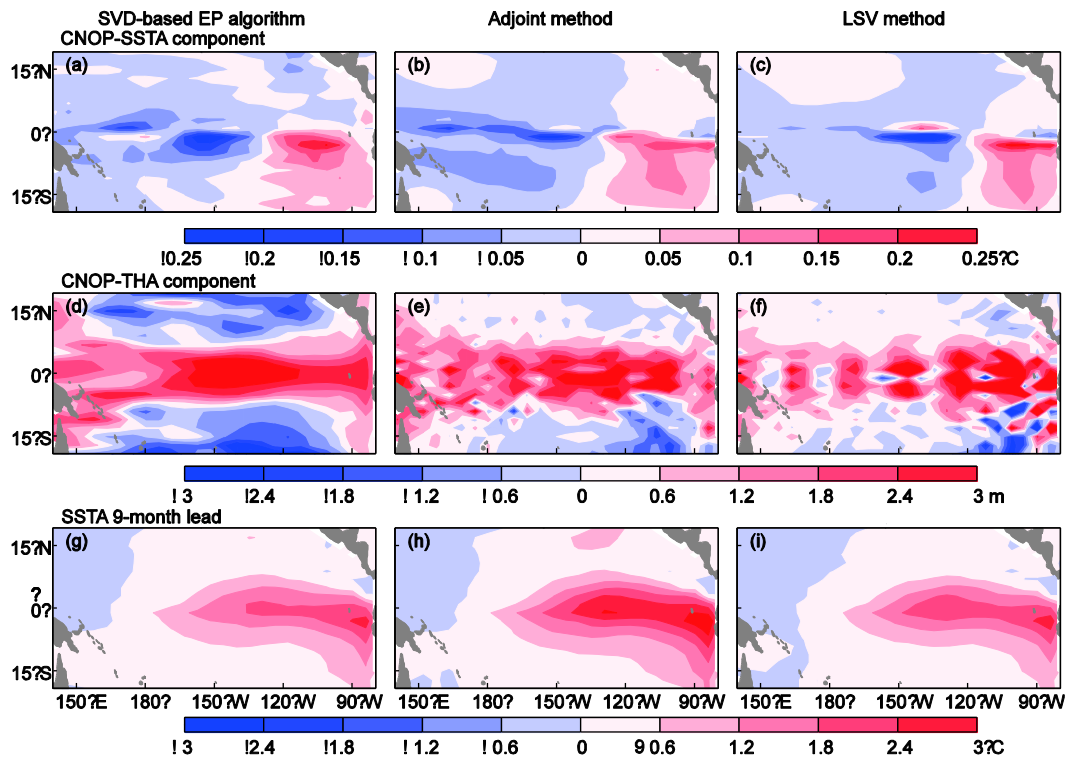 SVD-based EP algorithm Adjoint method LSV method
CNOP-SSTA component
(a) (b) (c)
15?N
0?
15?S
!0.25 !0.2 !0.15 ! 0.1 ! 0.05 0 0.05 0.1 0.15 0.2 0.25?C
CNOP-THA component
(d) (e) (f)
15?N
0?
15?S
! 3 !2.4 !1.8 ! 1.2 ! 0.6 0 0.6 1.2 1.8 2.4 3 m
SSTA 9-month lead
(g) (h) (i)
15?N
?
0?
15?S
150?E 180? 150?W 120?W 90?W 150?E 180? 150?W 120?W 90?W 150?E 180? 150?W 120?W 90?W
! 3 !2.4 !1.8 ! 1.2 ! 0.6 0 9 0.6 1.2 1.8 2.4 3?C